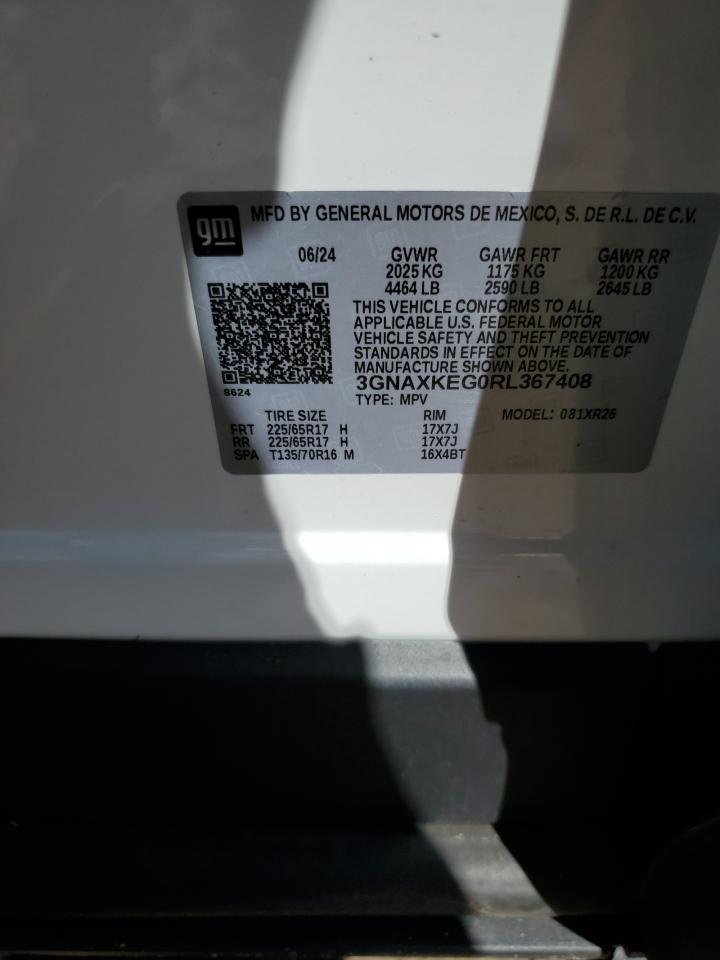 gm MFD BY GENERAL MOTORS DE MEXICO, S. DE R.L. DE C.V.
06/24 GVWR GAWR FRT GAWR RR
2025 KG 1175 KG 1200 KG
4464 LB 2590 LB 2645 LB
THIS VEHICLE CONFORMS TO ALL
APPLICABLE U.S. FEDERAL MOTOR
VEHICLE SAFETY AND THEFT PREVENTION
STANDARDS IN EFFECT ON THE DATE OF
MANUFACTURE SHOWN ABOVE.
3GNAXKEG0RL367408
8624
TYPE: MPV
TIRE SIZE RIM MODEL: 081XR26
FRT 225/65R17 H 17X7J
RR 225/65R17 H 17X7J
SPA T135/70R16 M 16X4BT